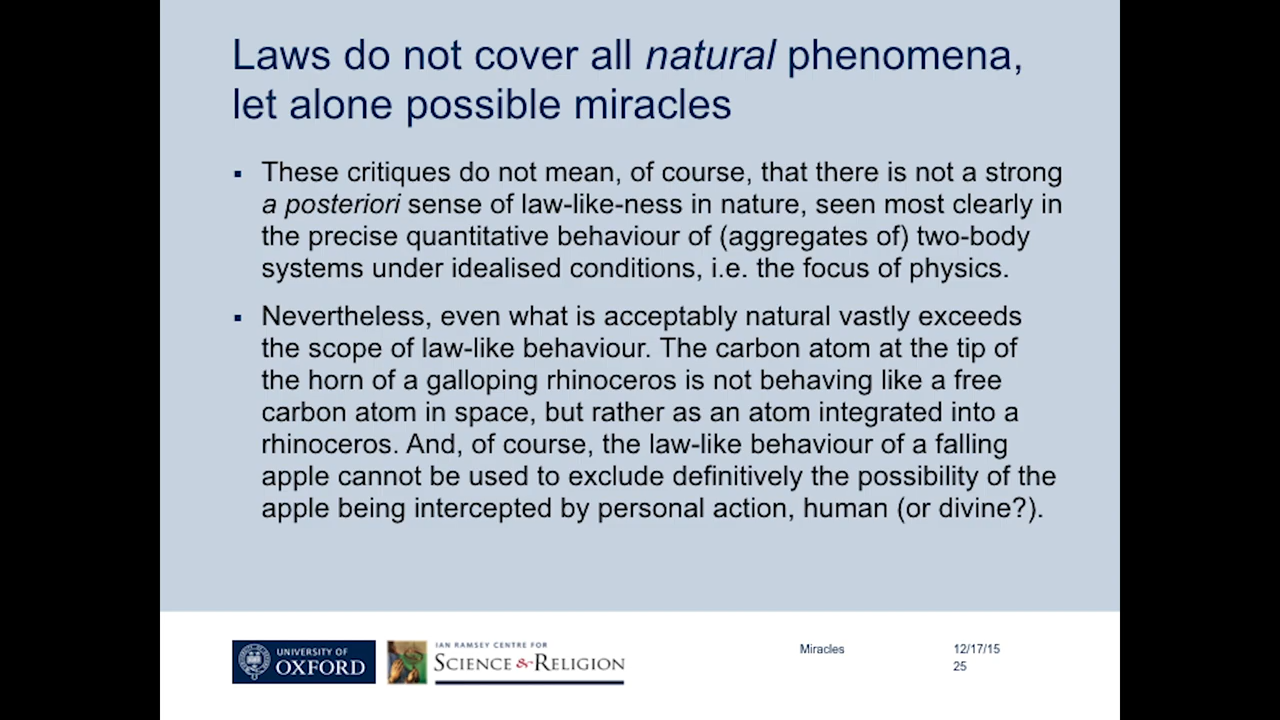 Laws do not cover all natural phenomena,
let alone possible miracles
▪ These critiques do not mean, of course, that there is not a strong
a posteriori sense of law-like-ness in nature, seen most clearly in
the precise quantitative behaviour of (aggregates of) two-body
systems under idealised conditions, i.e. the focus of physics.
▪ Nevertheless, even what is acceptably natural vastly exceeds
the scope of law-like behaviour. The carbon atom at the tip of
the horn of a galloping rhinoceros is not behaving like a free
carbon atom in space, but rather as an atom integrated into a
rhinoceros. And, of course, the law-like behaviour of a falling
apple cannot be used to exclude definitively the possibility of the
apple being intercepted by personal action, human (or divine?).
UNIVERSITY OF
OXFORD
IAN RAMSEY CENTRE FOR
SCIENCE & RELIGION
Miracles
12/17/15
25